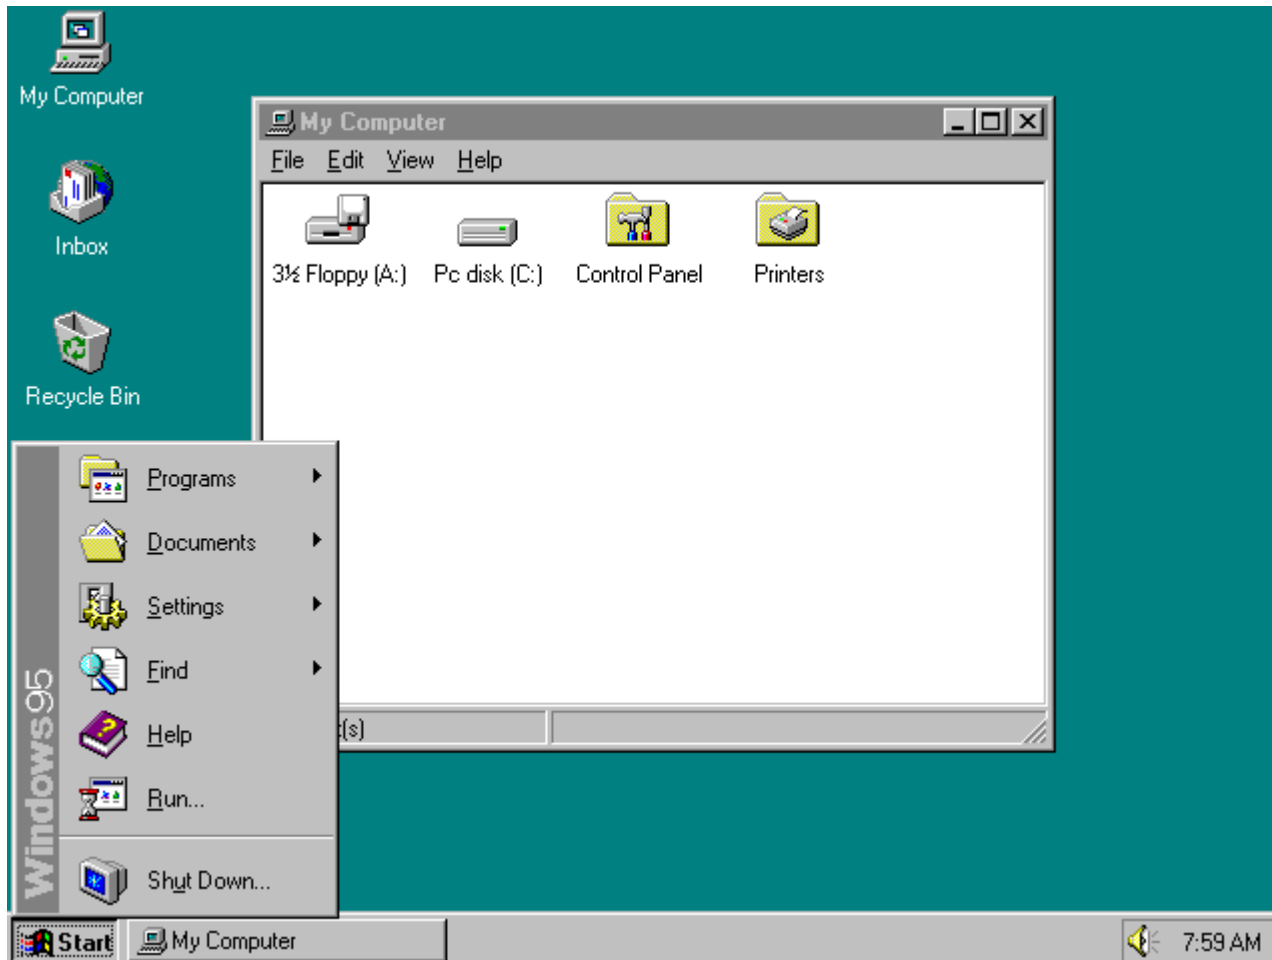 My Computer
Inbox
Recycle Bin
My Computer
File Edit View Help
3½ Floppy (A:) Pc disk (C:) Control Panel Printers
(s)
Programs
Documents
Settings
Find
Help
Run...
Shut Down...
Windows95
Start
My Computer
7:59 AM